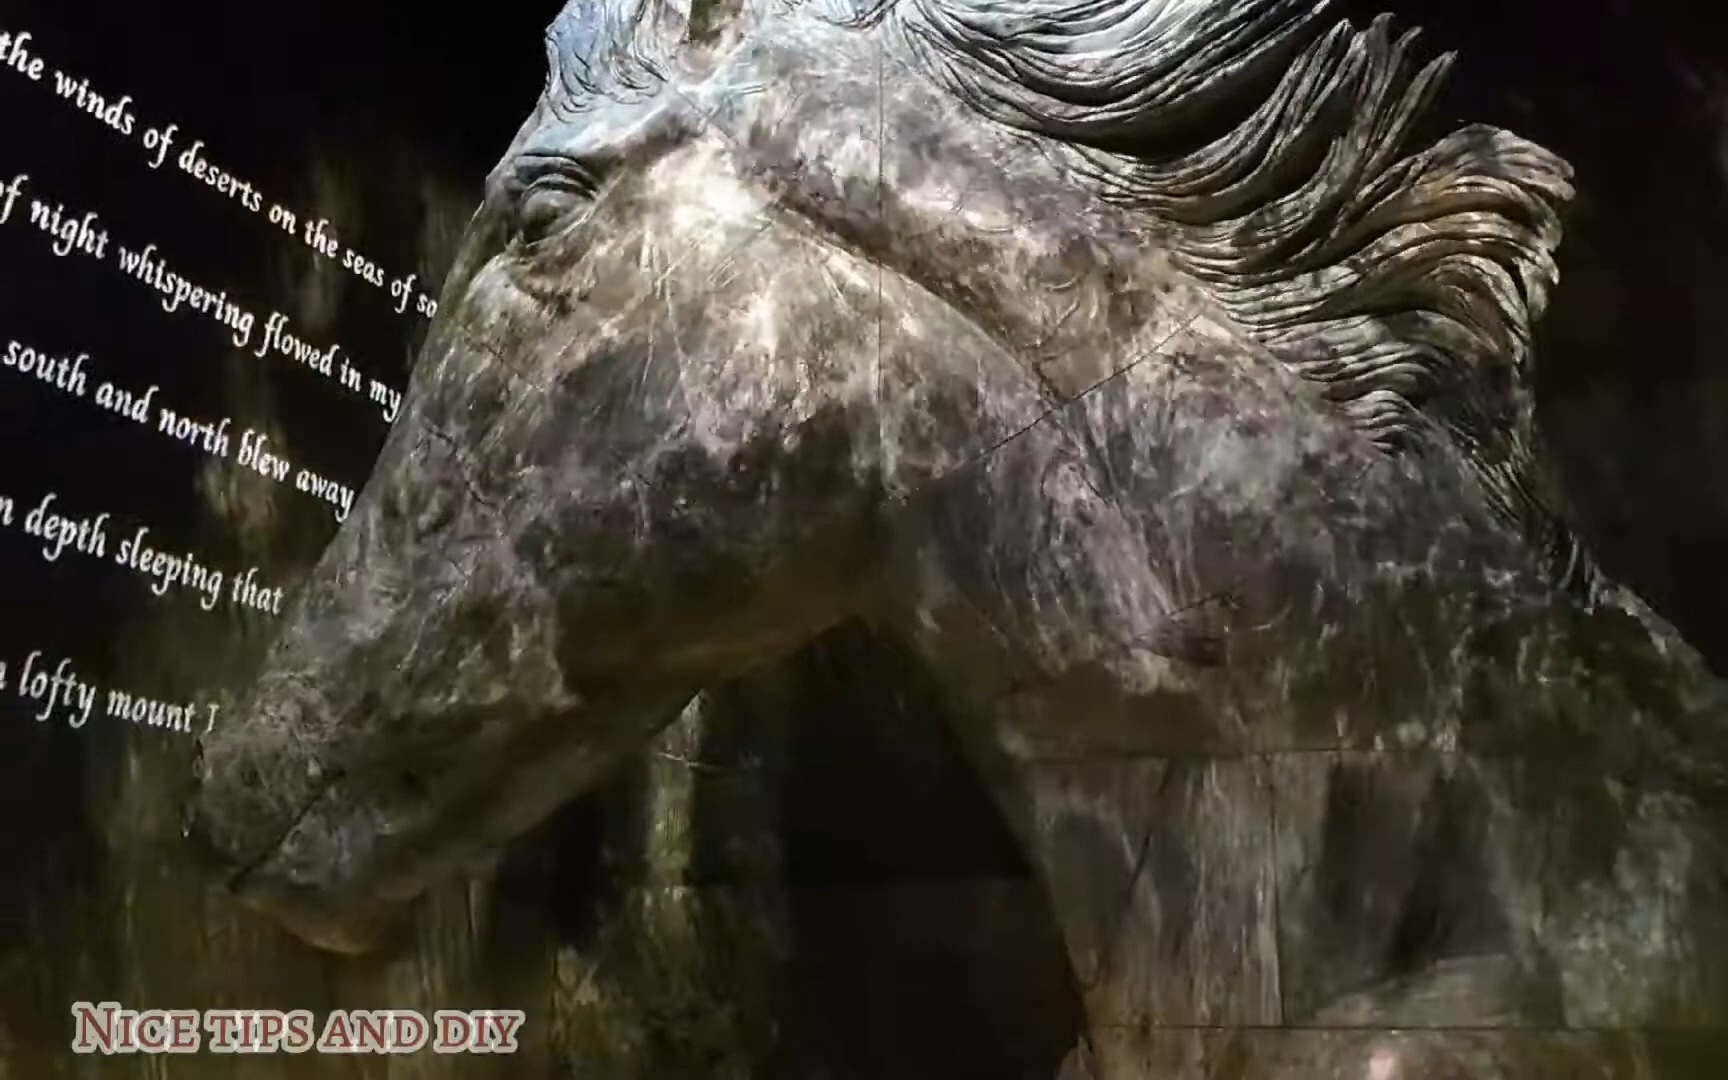 the winds of deserts on the seas of so
of night whispering flowed in my
south and north blew away
n depth sleeping that
a lofty mount I
NICE TIPS AND DIY